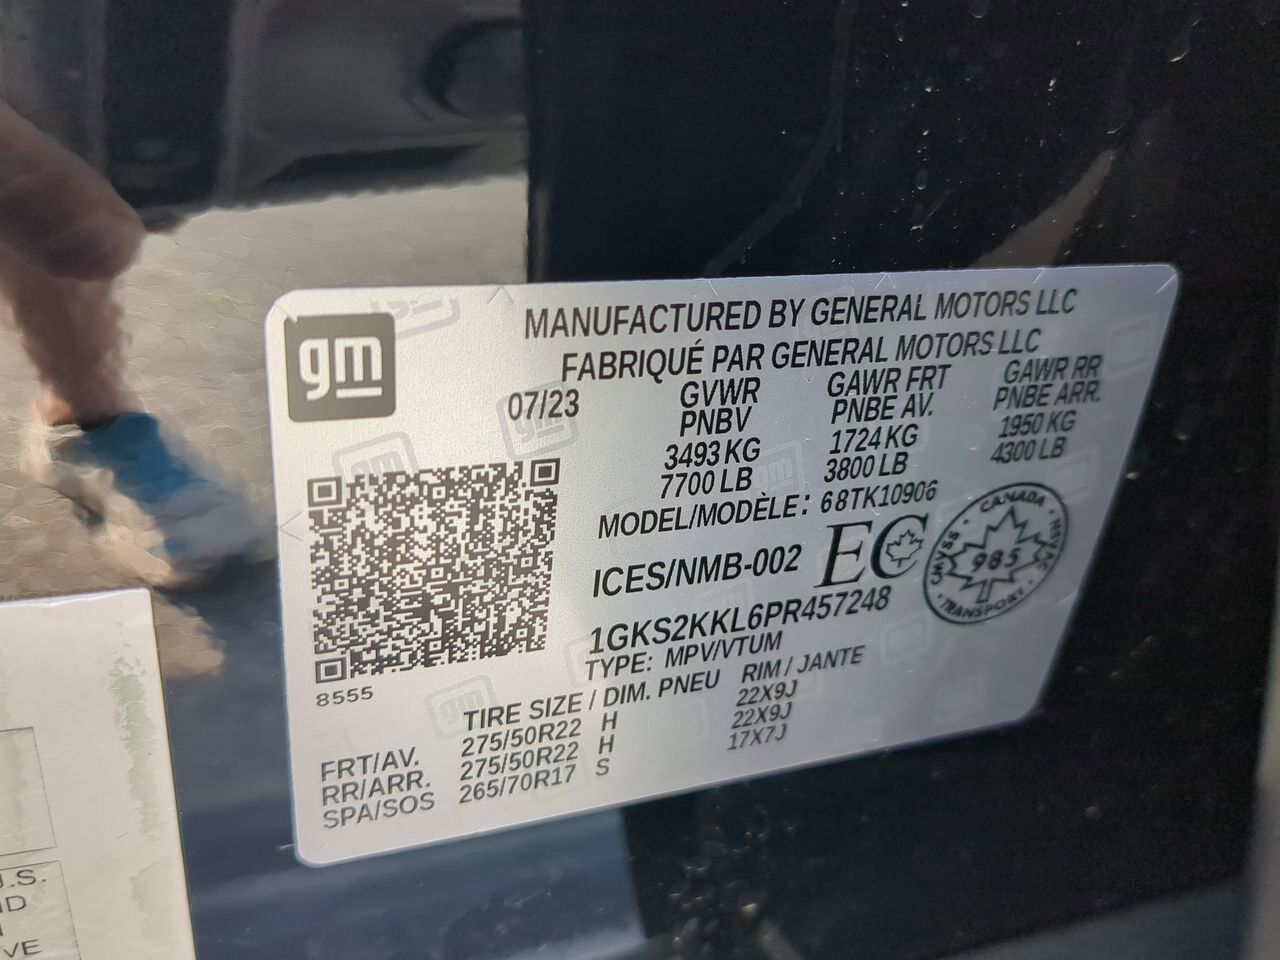 gm
MANUFACTURED BY GENERAL MOTORS LLC
FABRIQUÉ PAR GENERAL MOTORS LLC
07/23 GVWR GAWR FRT GAWR RR
PNBV PNBE AV. PNBE ARR.
3493 KG 1724 KG 1950 KG
7700 LB 3800 LB 4300 LB
MODEL/MODÈLE: 68TK10906
ICES/NMB-002 EC
CANADA NSVAC TRANSPORT CMVSS
985
1GKS2KKL6PR457248
TYPE: MPV/VTUM
8555
TIRE SIZE / DIM. PNEU RIM / JANTE
FRT/AV. 275/50R22 H 22X9J
RR/ARR. 275/50R22 H 22X9J
SPA/SOS 265/70R17 S 17X7J